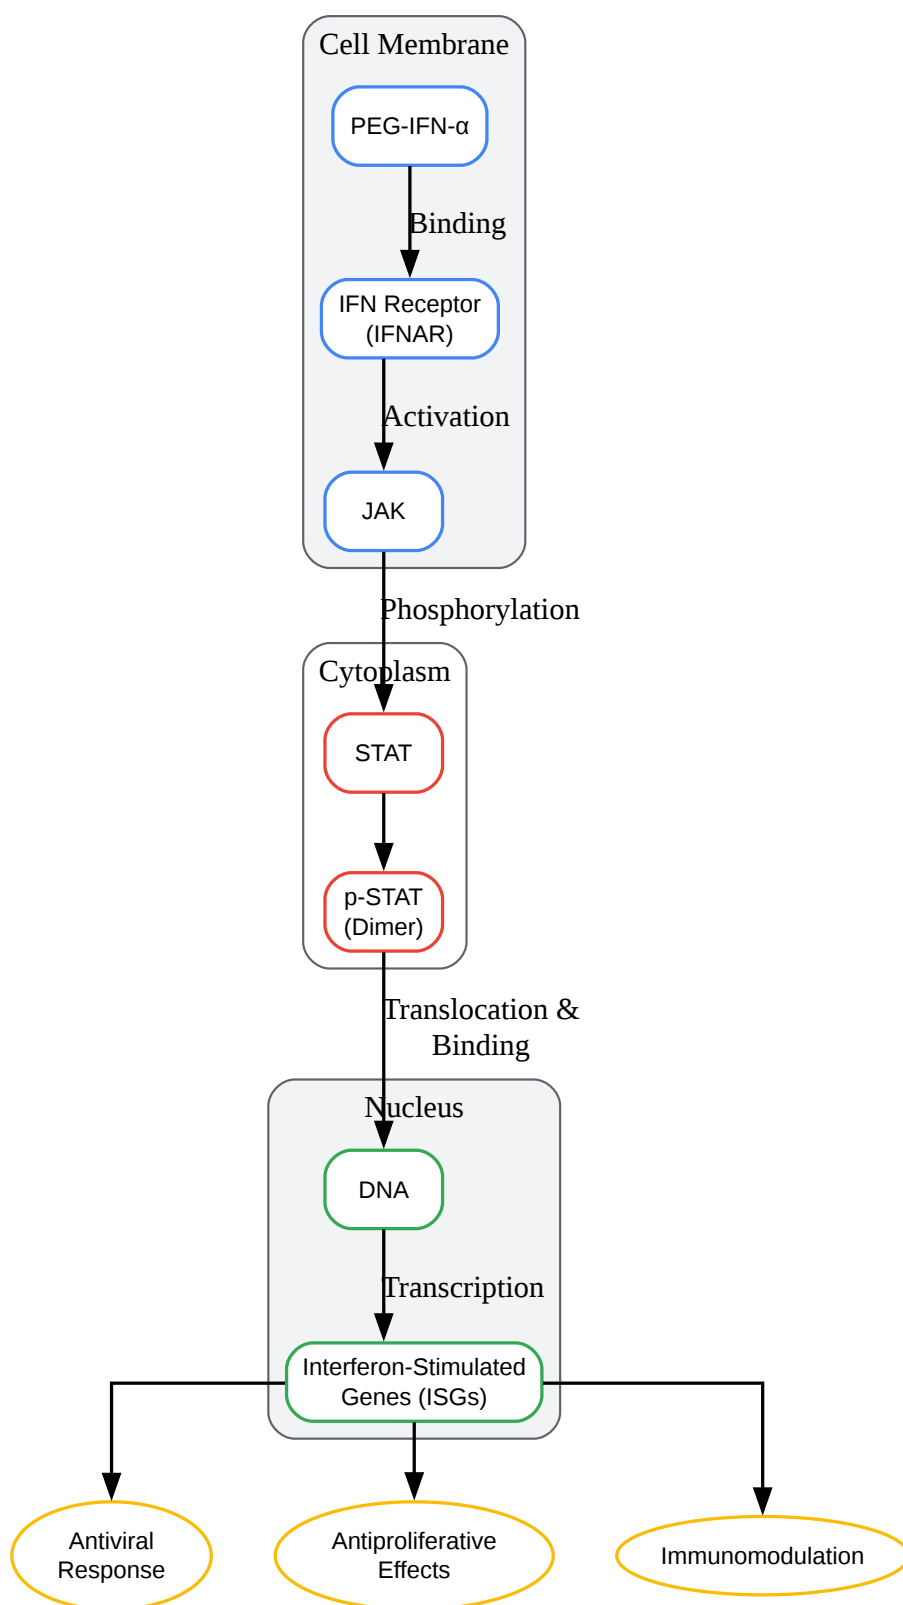 Cell Membrane
PEG-IFN-α
Binding
IFN Receptor
(IFNAR)
Activation
JAK
Phosphorylation
Cytoplasm
STAT
p-STAT
(Dimer)
Translocation &
Binding
Nucleus
DNA
Transcription
Interferon-Stimulated
Genes (ISGs)
Antiviral
Response
Antiproliferative
Effects
Immunomodulation